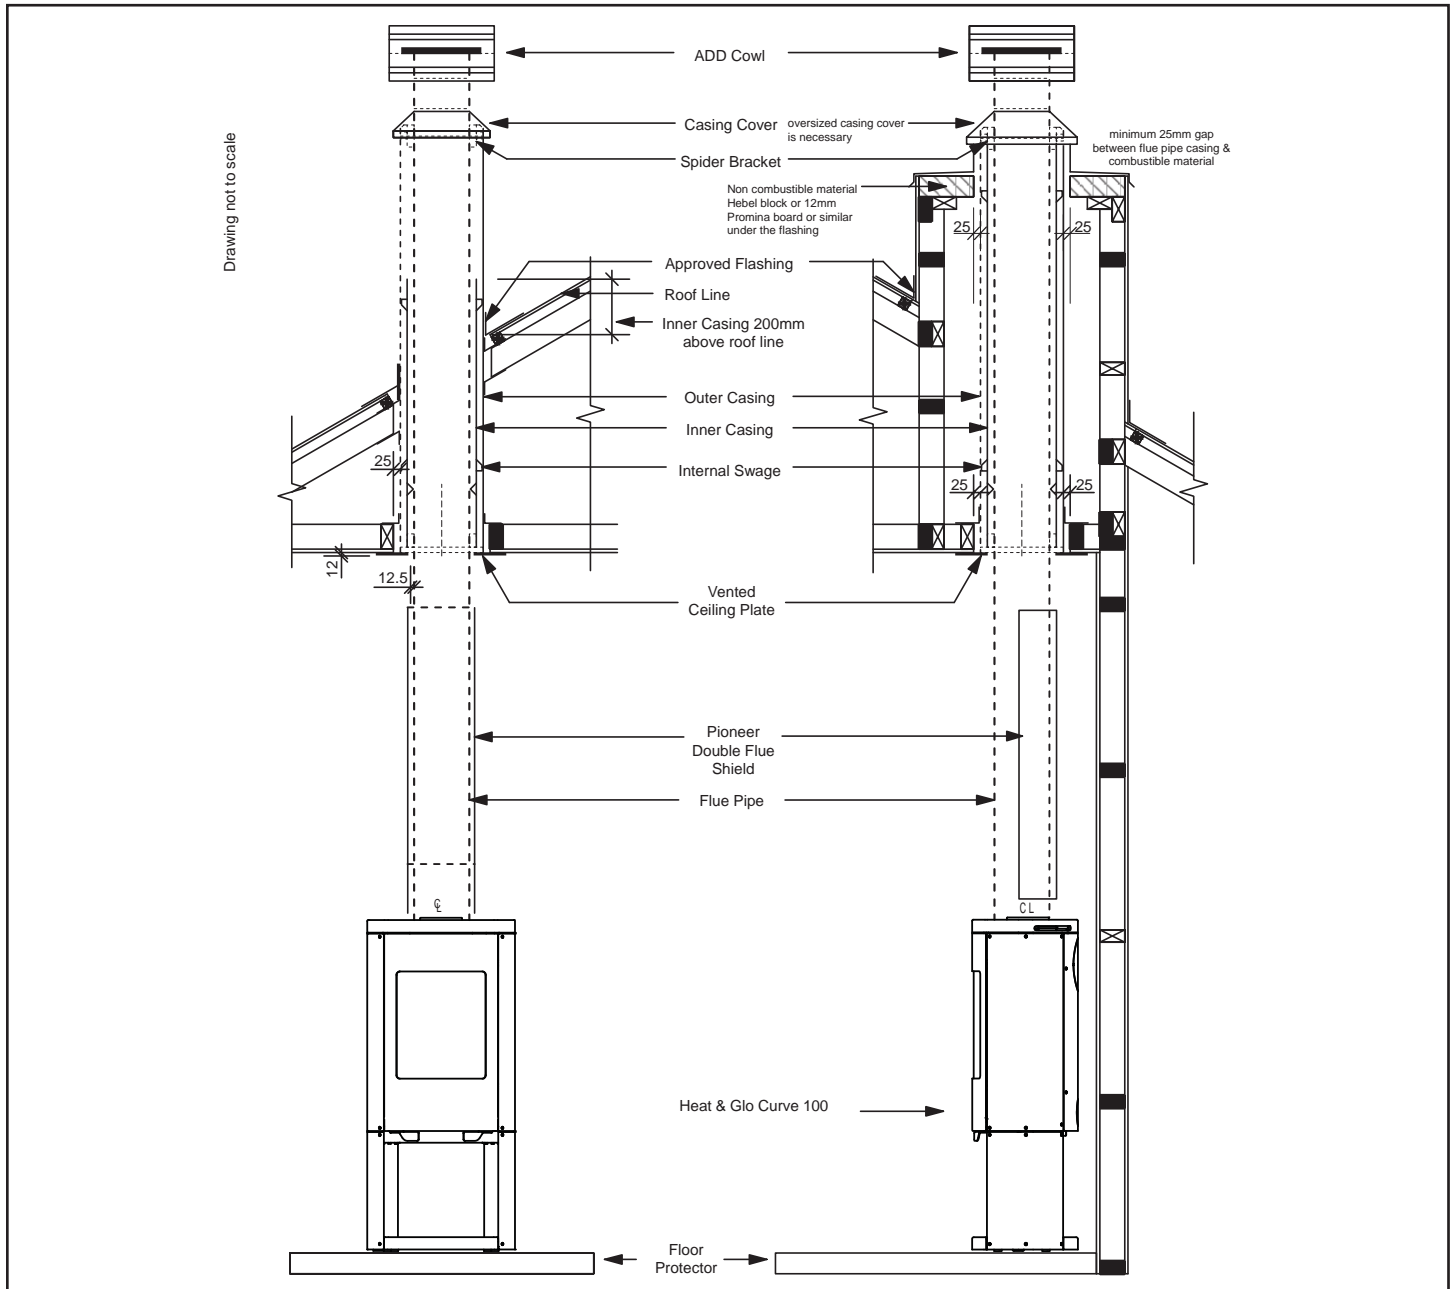 ADD Cowl
Casing Cover
oversized casing cover
is necessary
Spider Bracket
minimum 25mm gap
between flue pipe casing &
combustible material
Drawing not to scale
Non combustible material
Hebel block or 12mm
Promina board or similar
under the flashing
25
25
Approved Flashing
Roof Line
Inner Casing 200mm
above roof line
Outer Casing
Inner Casing
Internal Swage
25
25
25
12
12.5
Vented
Ceiling Plate
Pioneer
Double Flue
Shield
Flue Pipe
CL
CL
Heat & Glo Curve 100
Floor
Protector